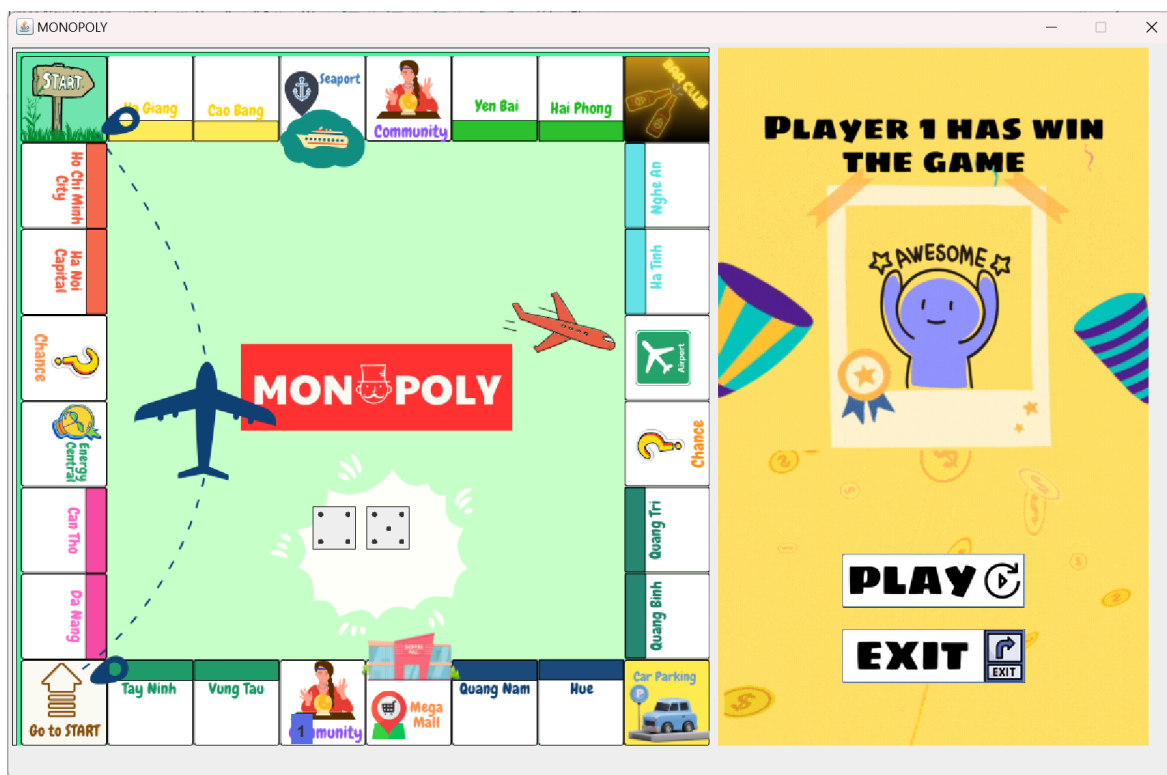 MONOPOLY
START
Ha Giang
Cao Bang
Seaport
Community
Yen Bai
Hai Phong
BAR CLUB
Ho Chi Minh
City
Ha Noi
Capital
Chance
Energy
Central
Can Tho
Da Nang
Go to START
Nghe An
Ha Tinh
Airport
Chance
Quang Tri
Quang Binh
MONOPOLY
Tay Ninh
Vung Tau
1
munity
SHOPPING
MALL
Mega
Mall
Quang Nam
Hue
Car Parking
P
PLAYER 1 HAS WIN
THE GAME
AWESOME
PLAY
EXIT
EXIT